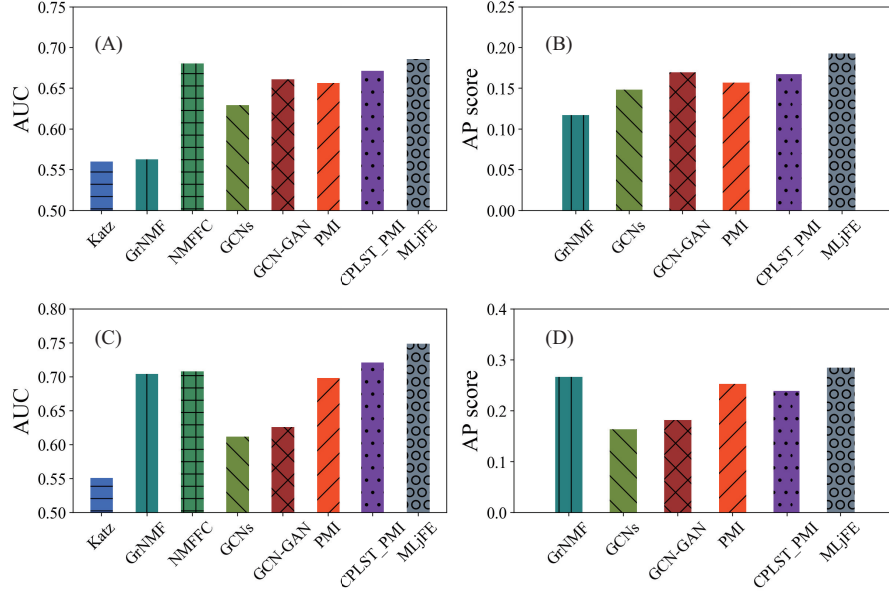 (A)
AUC
0.75
0.70
0.65
0.60
0.55
0.50
Katz
GrNMF
NMFFC
GCNs
GCN-GAN
PMI
CPLST_PMI
MLjFE
(B)
AP score
0.25
0.20
0.15
0.10
0.05
0.00
GrNMF
GCNs
GCN-GAN
PMI
CPLST_PMI
MLjFE
(C)
AUC
0.80
0.75
0.70
0.65
0.60
0.55
0.50
Katz
GrNMF
NMFFC
GCNs
GCN-GAN
PMI
CPLST_PMI
MLjFE
(D)
AP score
0.4
0.3
0.2
0.1
0.0
GrNMF
GCNs
GCN-GAN
PMI
CPLST_PMI
MLjFE